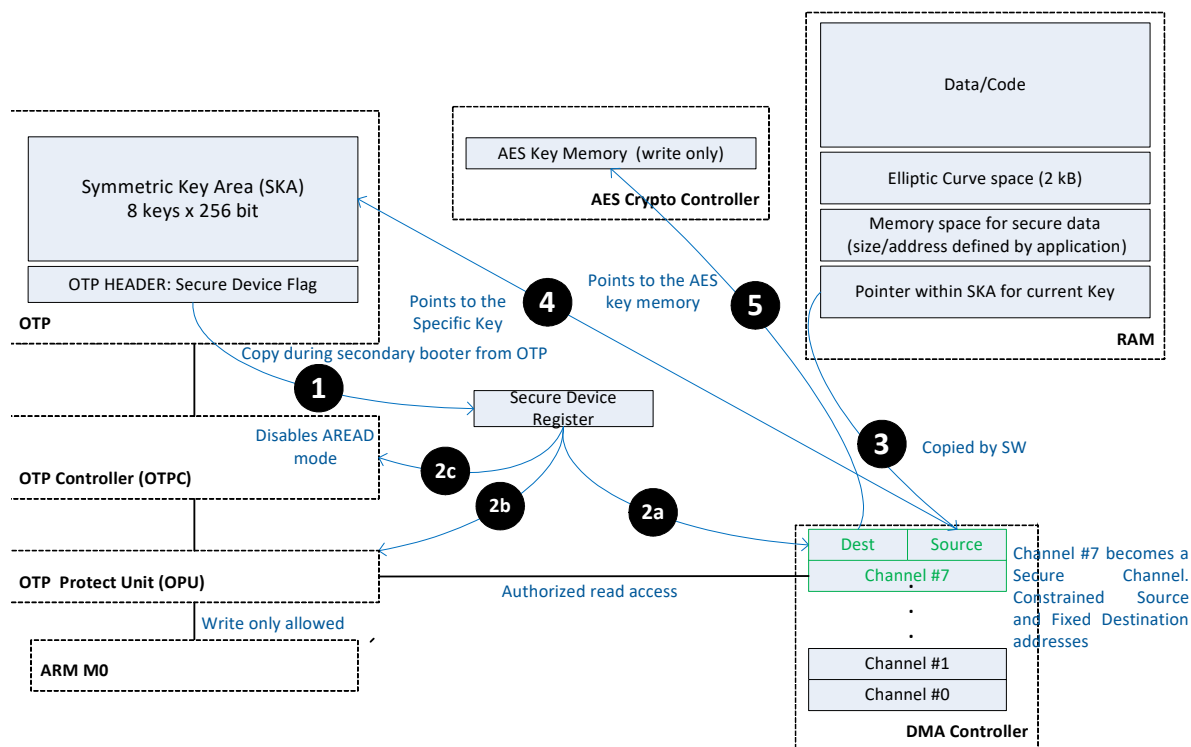 Data/Code
Elliptic Curve space (2 kB)
Memory space for secure data
(size/address defined by application)
Pointer within SKA for current Key
RAM
AES Key Memory (write only)
AES Crypto Controller
Symmetric Key Area (SKA)
8 keys x 256 bit
OTP HEADER: Secure Device Flag
OTP
4
Points to the
Specific Key
Points to the AES
key memory
5
Copy during secondary booter from OTP
1
Secure Device
Register
3
Copied by SW
Disables AREAD
mode
OTP Controller (OTPC)
2c
2b
2a
OTP Protect Unit (OPU)
Authorized read access
Write only allowed
ARM M0
Dest
Source
Channel #7
Channel #7 becomes a
Secure Channel.
Constrained Source
and Fixed Destination
addresses
Channel #1
Channel #0
DMA Controller